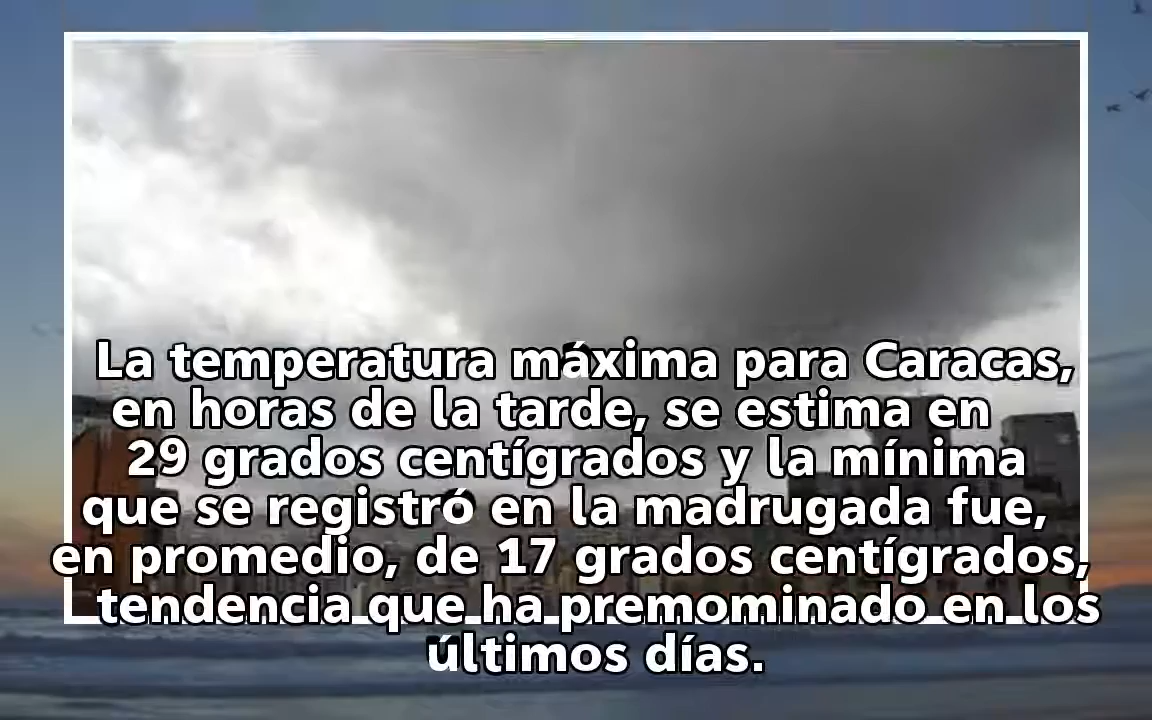 La temperatura máxima para Caracas,
en horas de la tarde, se estima en
29 grados centígrados y la mínima
que se registró en la madrugada fue,
en promedio, de 17 grados centígrados,
tendencia que ha premominado en los
últimos días.